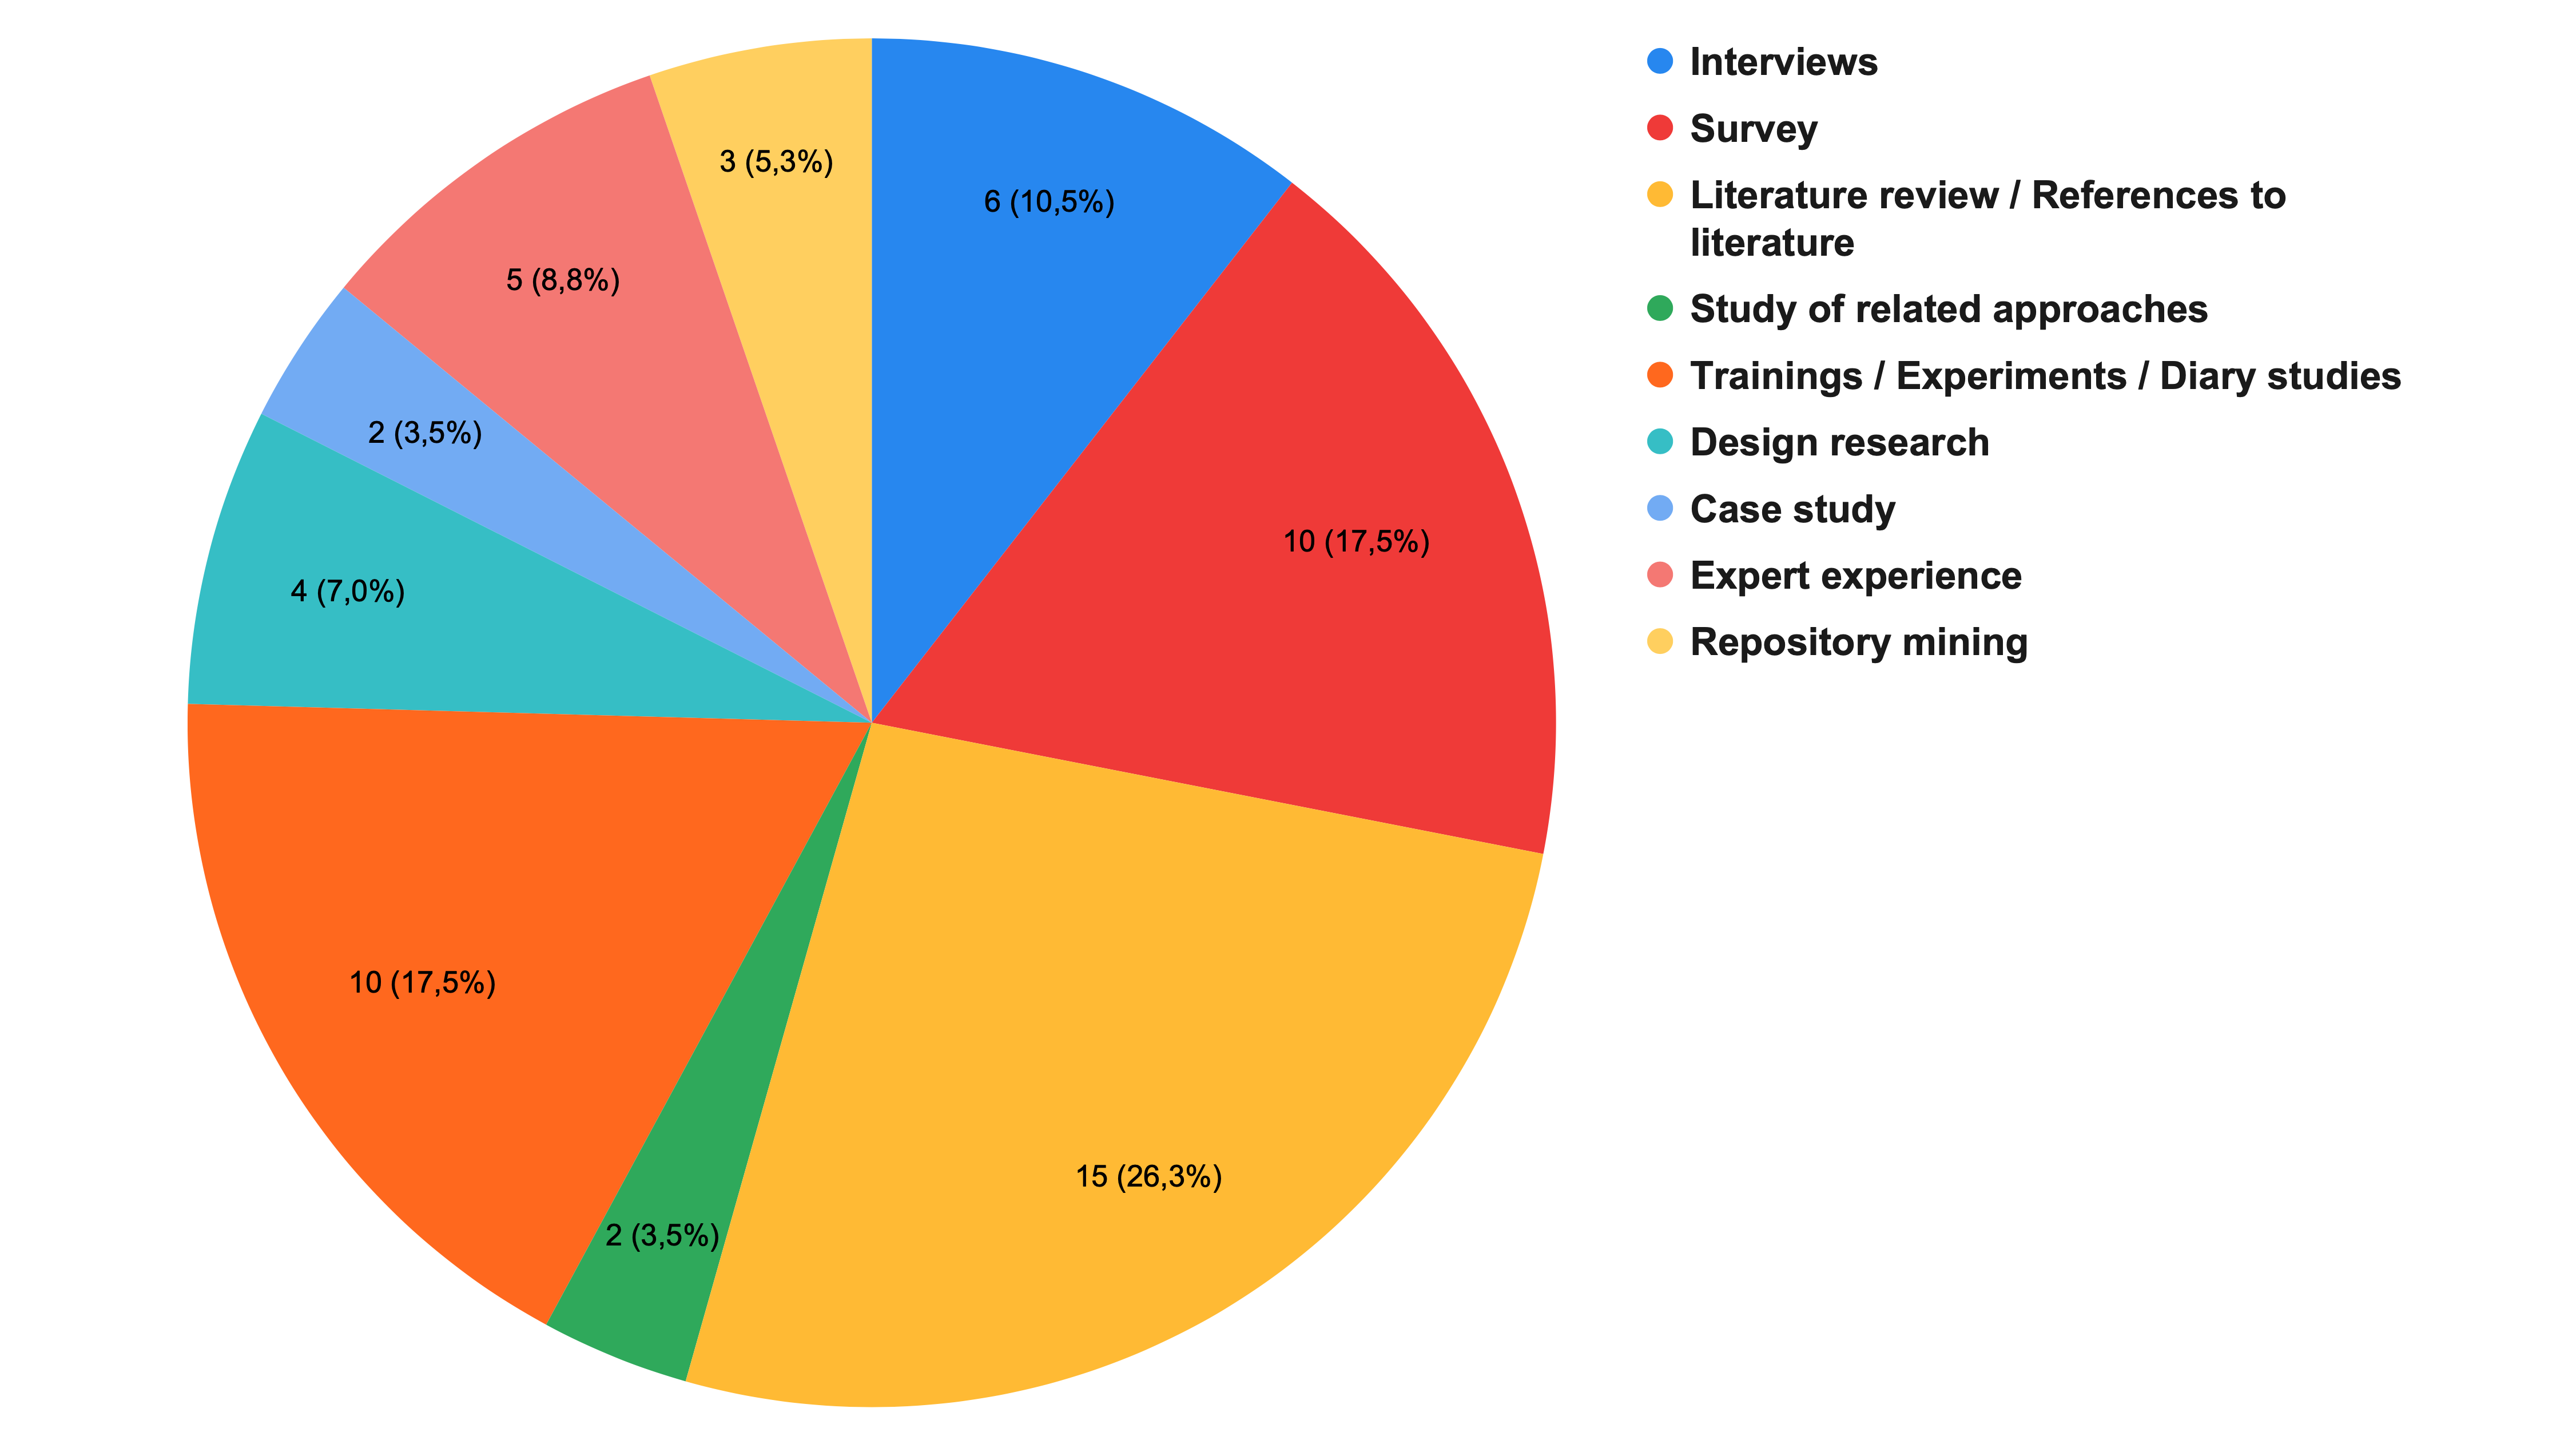 3 (5,3%)
6 (10,5%)
5 (8,8%)
2 (3,5%)
10 (17,5%)
4 (7,0%)
10 (17,5%)
15 (26,3%)
2 (3,5%)
Interviews
Survey
Literature review / References to
literature
Study of related approaches
Trainings / Experiments / Diary studies
Design research
Case study
Expert experience
Repository mining